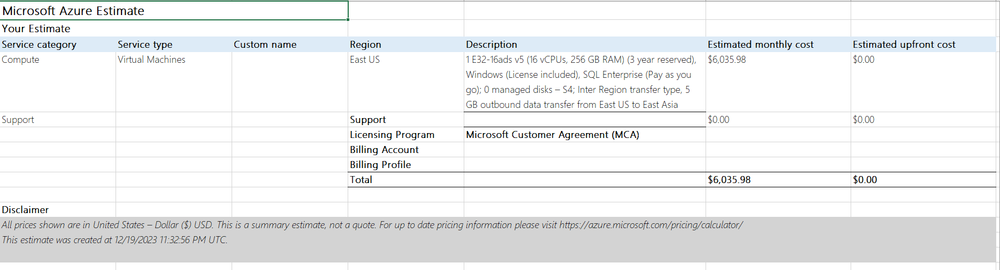 Microsoft Azure Estimate
Your Estimate
Service category Service type Custom name Region Description Estimated monthly cost Estimated upfront cost
Compute Virtual Machines East US 1 E32-16ads v5 (16 vCPUs, 256 GB RAM) (3 year reserved), $6,035.98 $0.00
Windows (License included), SQL Enterprise (Pay as you
go); 0 managed disks – S4; Inter Region transfer type, 5
GB outbound data transfer from East US to East Asia
Support Support $0.00 $0.00
Licensing Program Microsoft Customer Agreement (MCA)
Billing Account
Billing Profile
Total $6,035.98 $0.00
Disclaimer
All prices shown are in United States – Dollar ($) USD. This is a summary estimate, not a quote. For up to date pricing information please visit https://azure.microsoft.com/pricing/calculator/
This estimate was created at 12/19/2023 11:32:56 PM UTC.